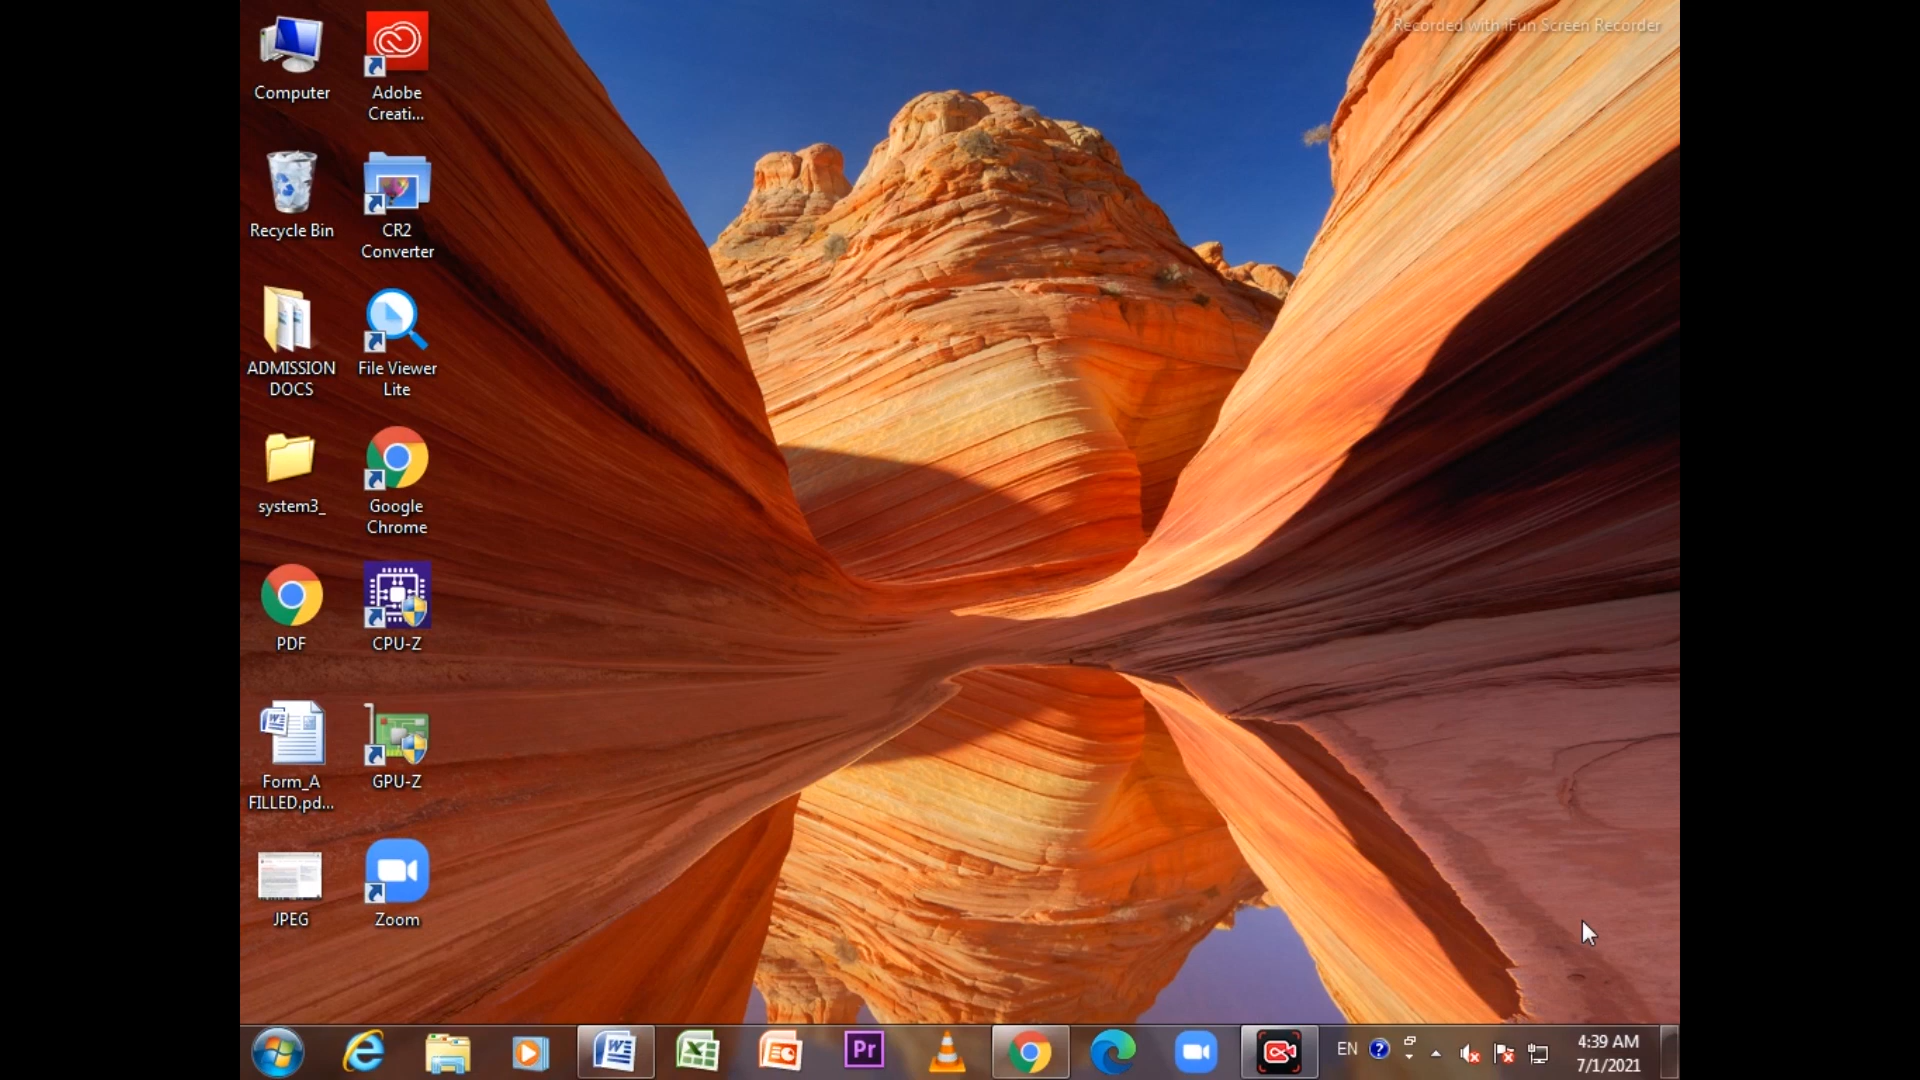 Recorded with iFun Screen Recorder
Computer
Adobe
Creati...
Recycle Bin
CR2
Converter
ADMISSION
DOCS
File Viewer
Lite
system3_
Google
Chrome
PDF
CPU-Z
Form_A
FILLED.pd...
GPU-Z
JPEG
Zoom
Pr
EN
4:39 AM
7/1/2021